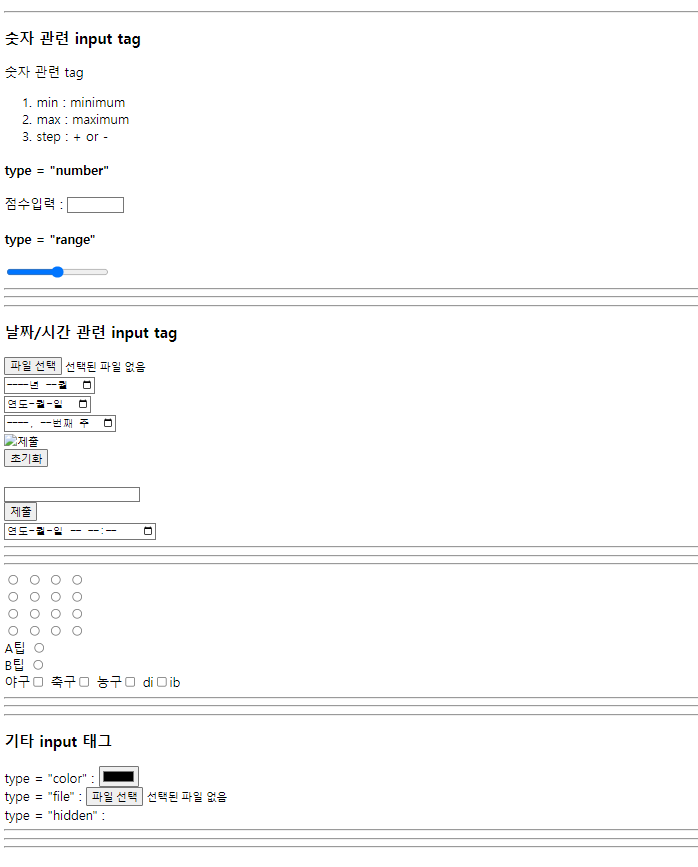 숫자 관련 input tag
숫자 관련 tag
1. min : minimum
2. max : maximum
3. step : + or -
type = "number"
점수입력 :
type = "range"
날짜/시간 관련 input tag
파일 선택 선택된 파일 없음
----년 --월
연도-월-일
----, --번째 주
제출
초기화
제출
연도-월-일 -- --:--
A팁
B팁
야구 축구 농구 di ib
기타 input 태그
type = "color" :
type = "file" : 파일 선택 선택된 파일 없음
type = "hidden" :